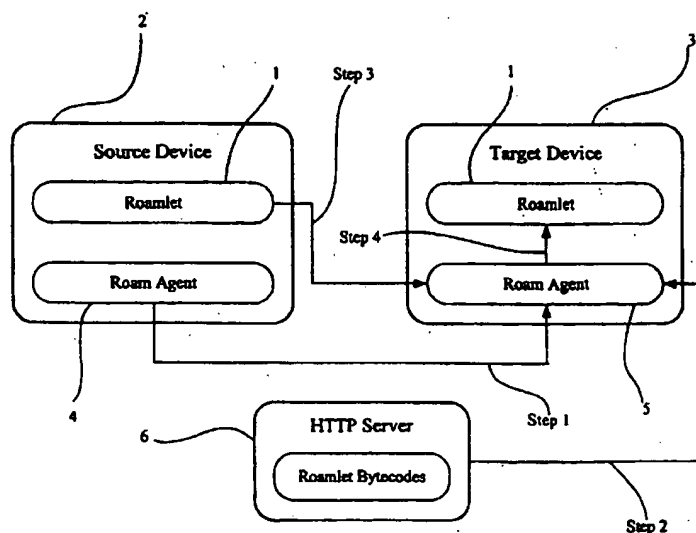 2
3
1
Step 3
1
Source Device
Target Device
Roamlet
Roamlet
Step 4
Roam Agent
Roam Agent
4
Step 1
5
6
HTTP Server
Roamlet Bytecodes
Step 2